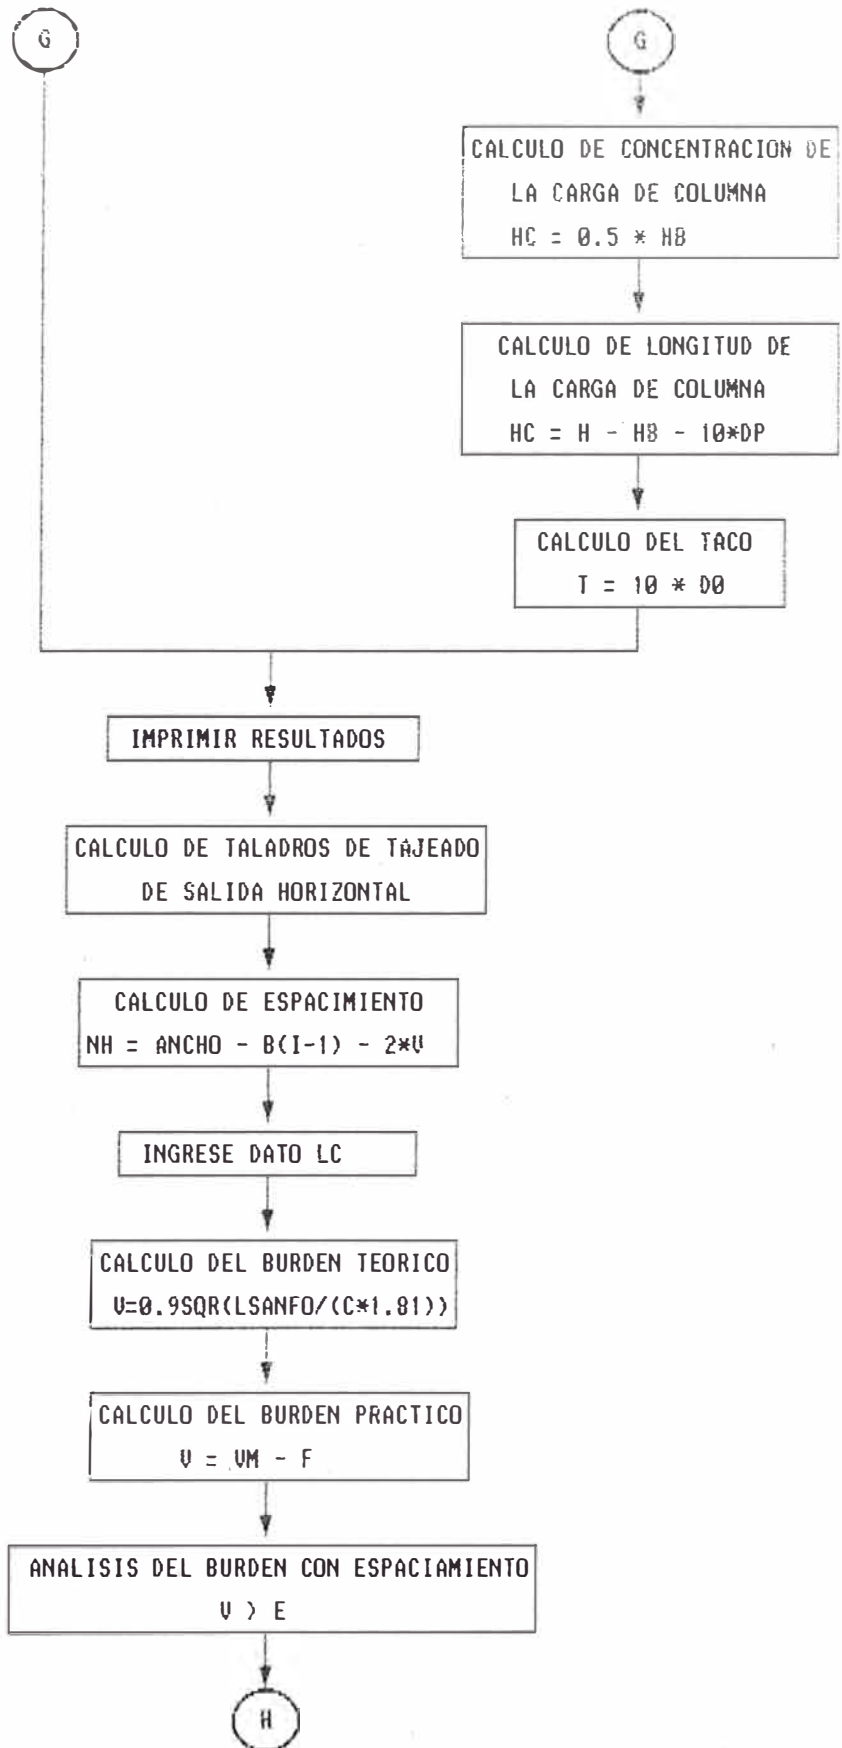 G
G
CALCULO DE CONCENTRACION DE
LA CARGA DE COLUMNA
HC = 0.5 * HB
CALCULO DE LONGITUD DE
LA CARGA DE COLUMNA
HC = H - HB - 10*DP
CALCULO DEL TACO
T = 10 * D0
IMPRIMIR RESULTADOS
CALCULO DE TALADROS DE TAJEADO
DE SALIDA HORIZONTAL
CALCULO DE ESPACIMIENTO
NH = ANCHO - B(I-1) - 2*V
INGRESE DATO LC
CALCULO DEL BURDEN TEORICO
V=0.9SQR(LSANFO/(C*1.81))
CALCULO DEL BURDEN PRACTICO
V = VM - F
ANALISIS DEL BURDEN CON ESPACIAMIENTO
V > E
H